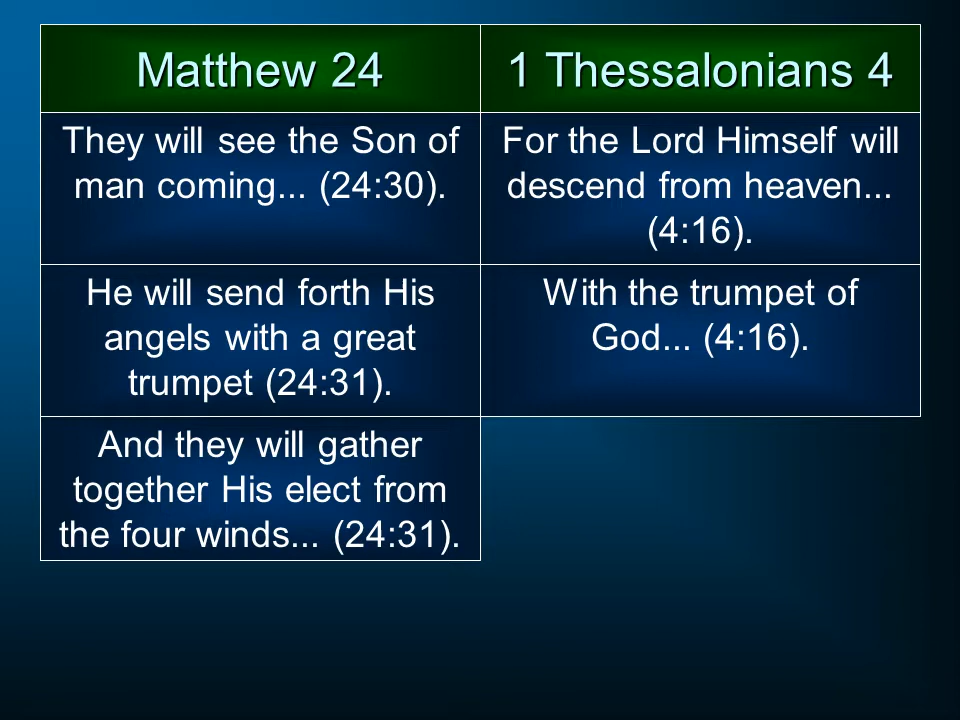 Matthew 24
1 Thessalonians 4
They will see the Son of
man coming... (24:30).
For the Lord Himself will
descend from heaven...
(4:16).
He will send forth His
angels with a great
trumpet (24:31).
With the trumpet of
God... (4:16).
And they will gather
together His elect from
the four winds... (24:31).